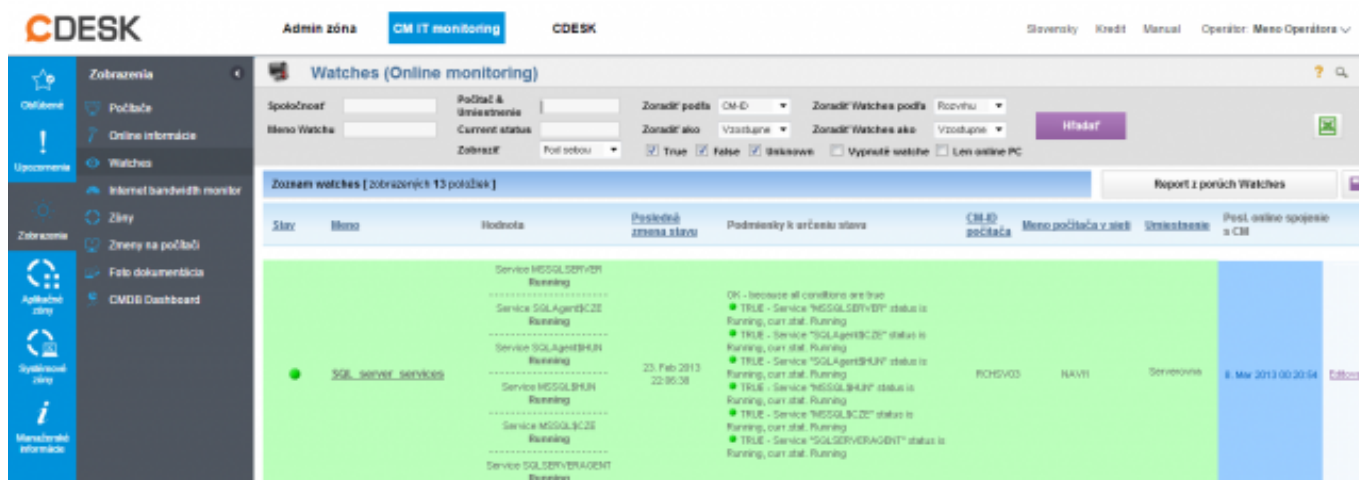 CDESK
Admin zóna
CM IT monitoring
CDESK
Slovensky
Kredit
Manual
Operátor: Meno Operátora
Obľúbené
Upozornenia
Zobrazenia
Aplikačné
zóny
Systémové
zóny
Manažerské
informácie
Zobrazenia
Počítače
Online informácie
Watches
Internet bandwidth monitor
Zóny
Zmeny na počítači
Foto dokumentácia
CMDB Dashboard
Watches (Online monitoring)
Spoločnosť
Meno Watchu
Počítač &
Umiestnenie
Current status
Zobraziť
Pod sebou
Zoradiť podľa
CM-ID
Zoradiť Watches podľa
Rozvrhu
Zoradiť ako
Vzostupne
Zoradiť Watches ako
Vzostupne
True
False
Unknown
Vypnuté watche
Len online PC
Hľadať
Zoznam watches [ zobrazených 13 položiek ]
Report z porúch Watches
Stav
Meno
Hodnota
Posledná
zmena stavu
Podmienky k určeniu stavu
CM-ID
počítača
Meno počítača v sieti
Umiestnenie
Posl. online spojenie
s CM
SQL server services
Service MSSQLSERVER
Running
Service SQLAgent$CZE
Running
Service SQLAgent$HUN
Running
Service MSSQL$HUN
Running
Service MSSQL$CZE
Running
Service SQLSERVERAGENT
Running
23. Feb 2013
22:06:38
OK - because all conditions are true
TRUE - Service "MSSQLSERVER" status is
Running, curr.stat. Running
TRUE - Service "SQLAgent$CZE" status is
Running, curr.stat. Running
TRUE - Service "SQLAgent$HUN" status is
Running, curr.stat. Running
TRUE - Service "MSSQL$HUN" status is
Running, curr.stat. Running
TRUE - Service "MSSQL$CZE" status is
Running, curr.stat. Running
TRUE - Service "SQLSERVERAGENT" status is
Running, curr.stat. Running
RCHSV03
Serverovna
8. Mar 2013 00:20:54